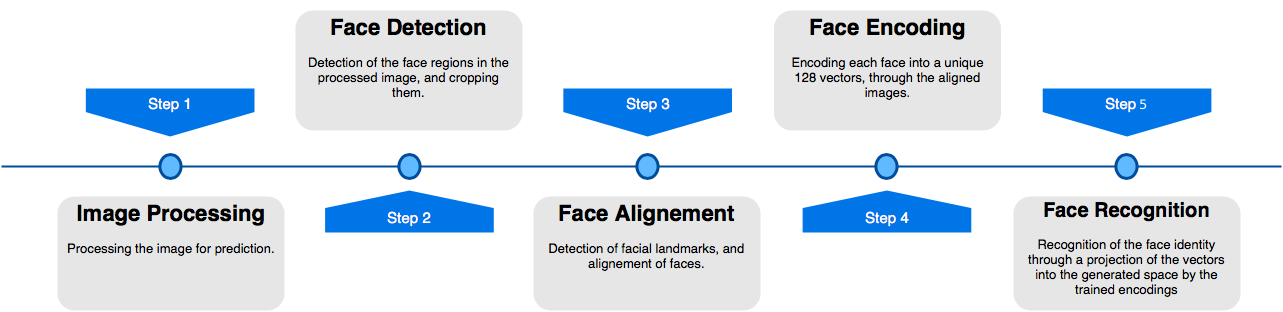 Step 1
Image Processing
Processing the image for prediction.
Face Detection
Detection of the face regions in the
processed image, and cropping
them.
Step 2
Step 3
Face Alignement
Detection of facial landmarks, and
alignement of faces.
Face Encoding
Encoding each face into a unique
128 vectors, through the aligned
images.
Step 4
Step 5
Face Recognition
Recognition of the face identity
through a projection of the vectors
into the generated space by the
trained encodings